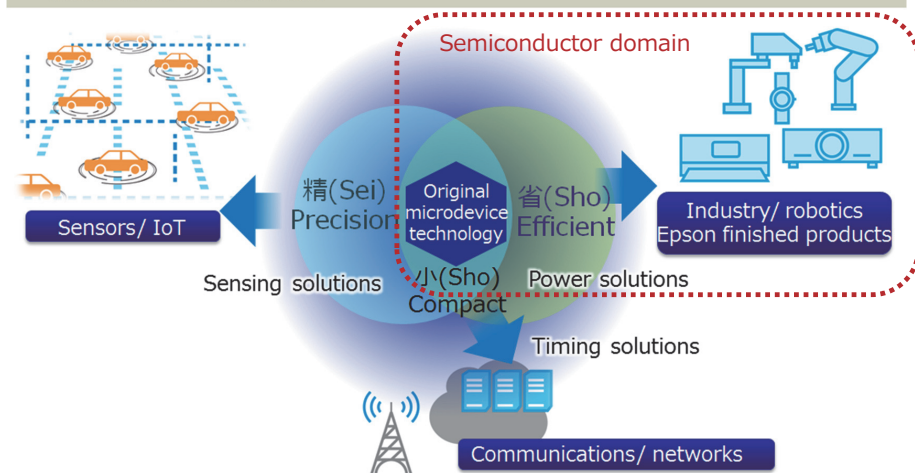 Semiconductor domain
精(Sei)
Precision
Original
microdevice
technology
省(Sho)
Efficient
小(Sho)
Compact
Sensors/ IoT
Industry/ robotics
Epson finished products
Sensing solutions
Power solutions
Timing solutions
Communications/ networks